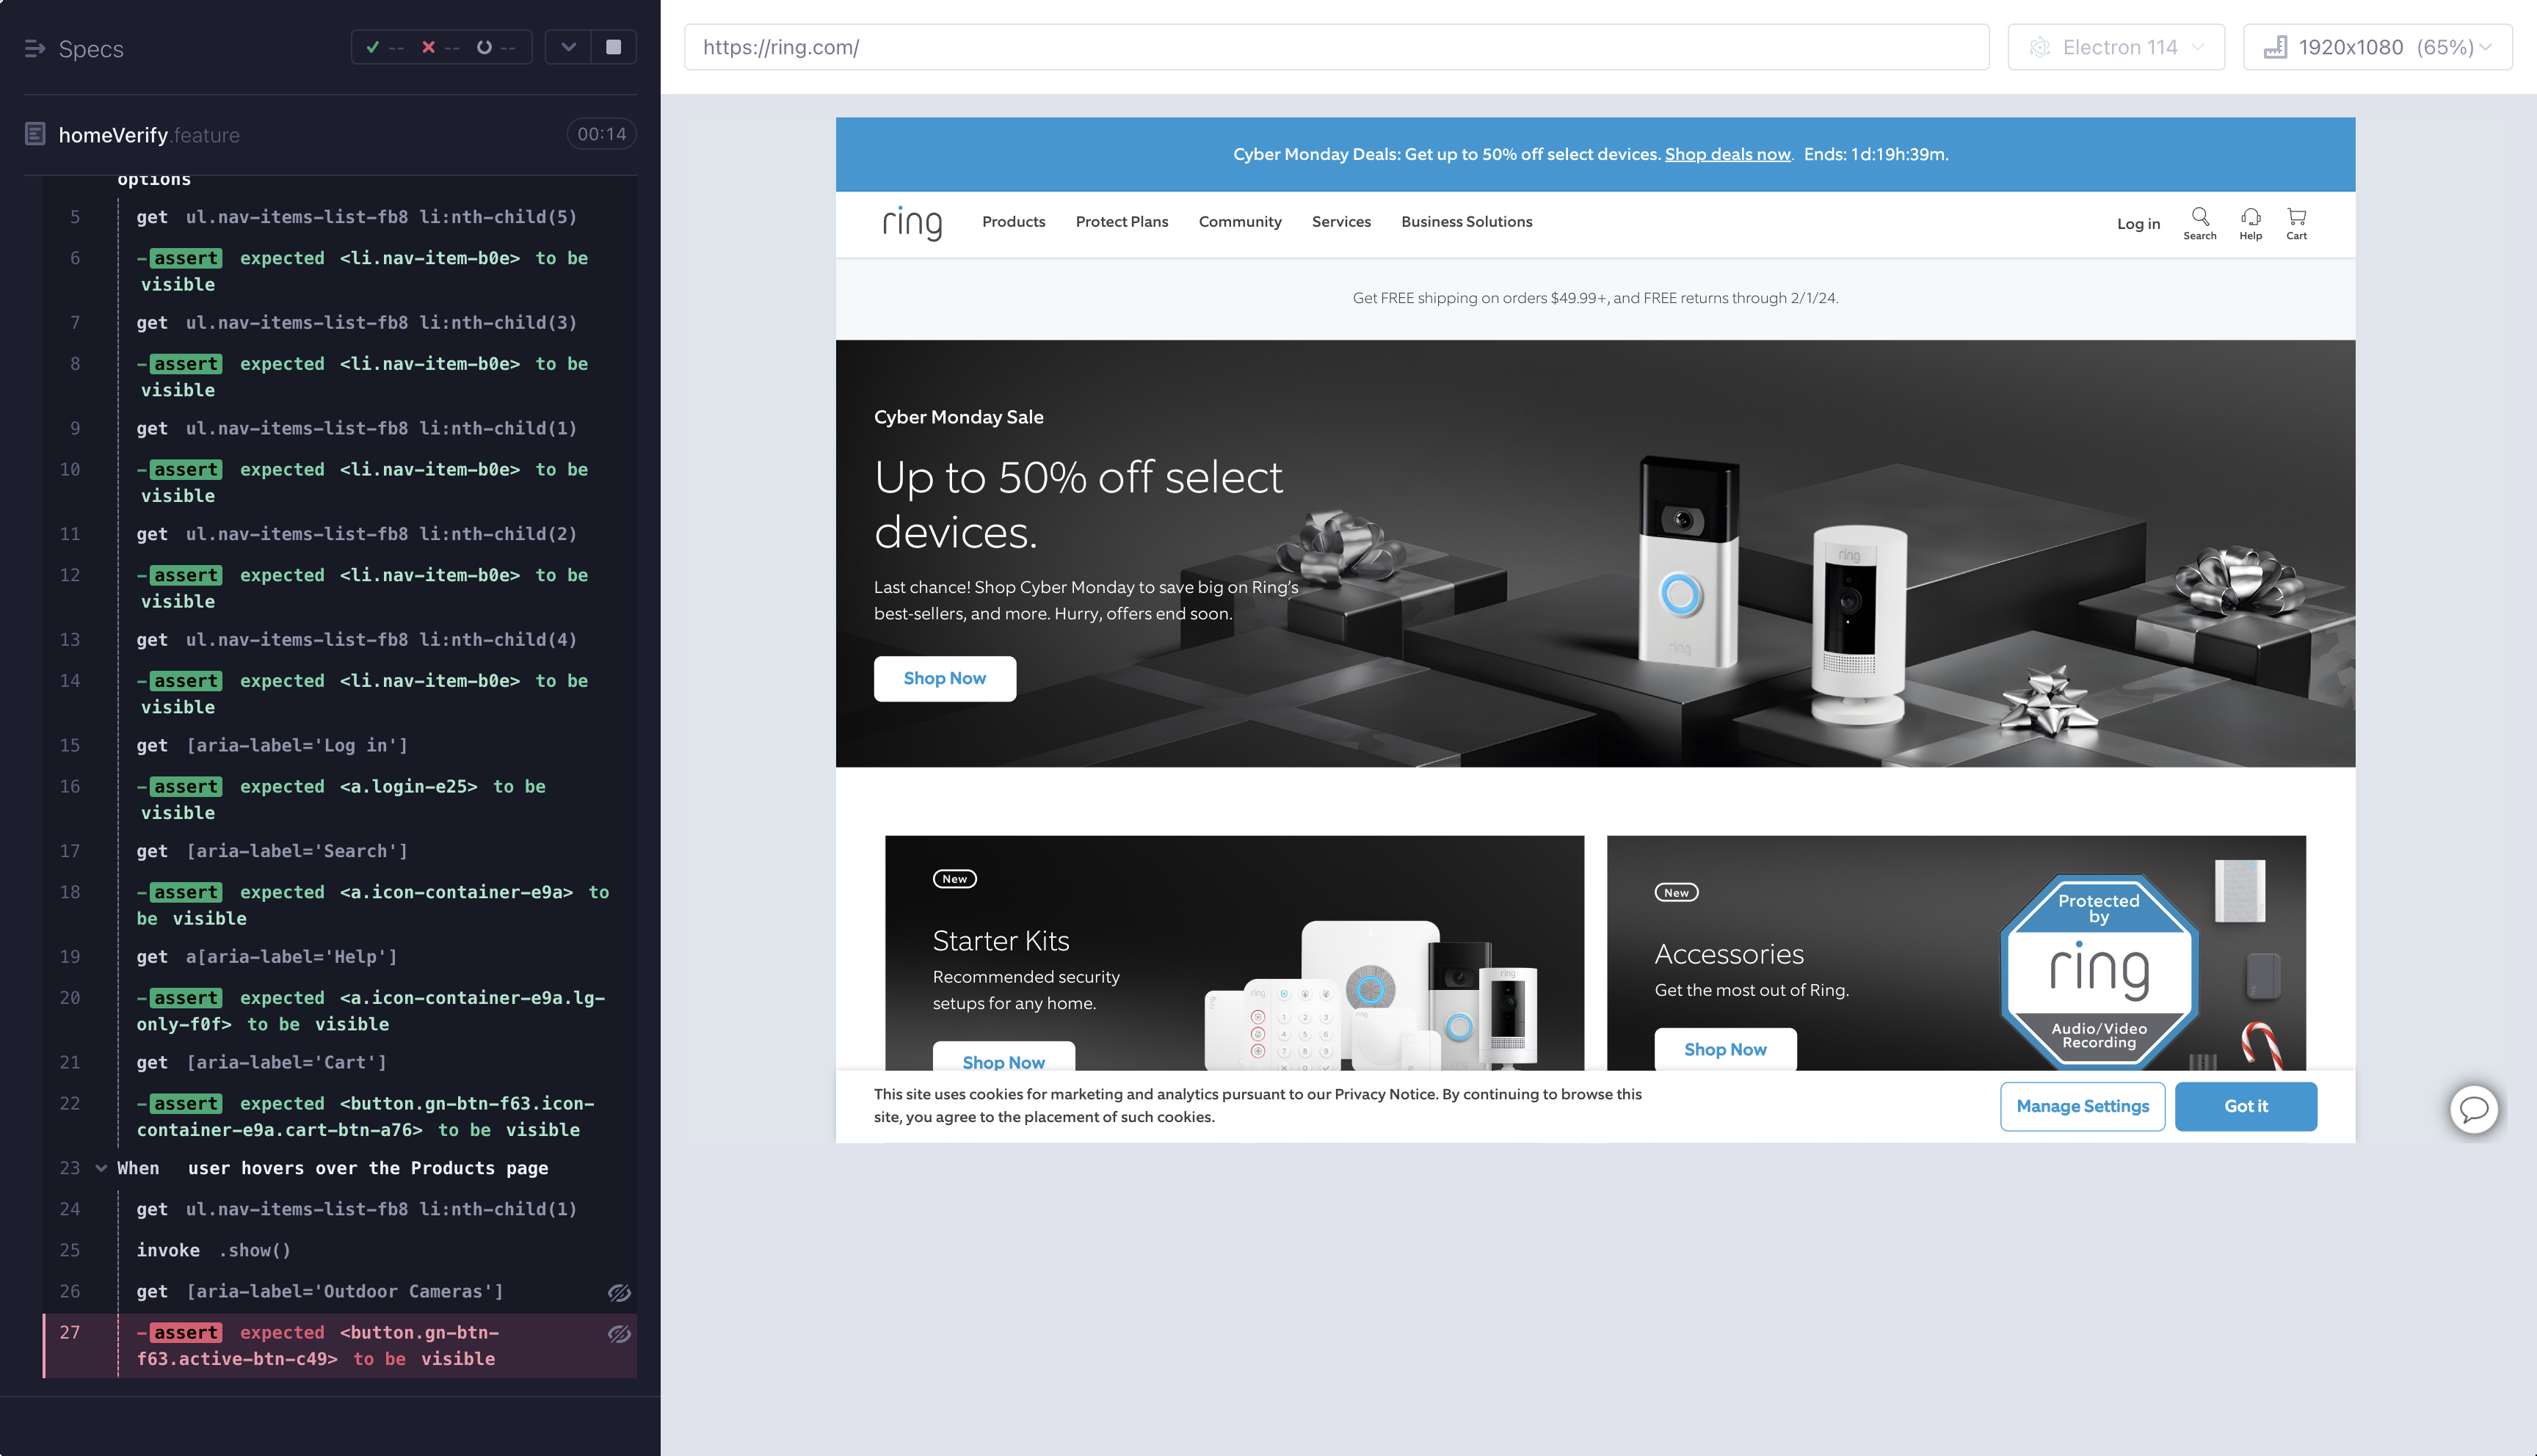 Specs
-- -- --
homeVerify.feature
00:14
options
5 get ul.nav-items-list-fb8 li:nth-child(5)
6 -assert expected <li.nav-item-b0e> to be
visible
7 get ul.nav-items-list-fb8 li:nth-child(3)
8 -assert expected <li.nav-item-b0e> to be
visible
9 get ul.nav-items-list-fb8 li:nth-child(1)
10 -assert expected <li.nav-item-b0e> to be
visible
11 get ul.nav-items-list-fb8 li:nth-child(2)
12 -assert expected <li.nav-item-b0e> to be
visible
13 get ul.nav-items-list-fb8 li:nth-child(4)
14 -assert expected <li.nav-item-b0e> to be
visible
15 get [aria-label='Log in']
16 -assert expected <a.login-e25> to be
visible
17 get [aria-label='Search']
18 -assert expected <a.icon-container-e9a> to
be visible
19 get a[aria-label='Help']
20 -assert expected <a.icon-container-e9a.lg-
only-f0f> to be visible
21 get [aria-label='Cart']
22 -assert expected <button.gn-btn-f63.icon-
container-e9a.cart-btn-a76> to be visible
23 When user hovers over the Products page
24 get ul.nav-items-list-fb8 li:nth-child(1)
25 invoke .show()
26 get [aria-label='Outdoor Cameras']
27 -assert expected <button.gn-btn-
f63.active-btn-c49> to be visible
https://ring.com/
Electron 114
1920x1080 (65%)
Cyber Monday Deals: Get up to 50% off select devices. Shop deals now. Ends: 1d:19h:39m.
ring
Products
Protect Plans
Community
Services
Business Solutions
Log in
Search
Help
Cart
Get FREE shipping on orders $49.99+, and FREE returns through 2/1/24.
Cyber Monday Sale
Up to 50% off select
devices.
Last chance! Shop Cyber Monday to save big on Ring's
best-sellers, and more. Hurry, offers end soon.
Shop Now
ring
ring
New
Starter Kits
Recommended security
setups for any home.
Shop Now
ring
ring
ring
1 2 3
4 5 6
7 8 9
New
Accessories
Get the most out of Ring.
Shop Now
Protected
by
ring
Audio/Video
Recording
This site uses cookies for marketing and analytics pursuant to our Privacy Notice. By continuing to browse this
site, you agree to the placement of such cookies.
Manage Settings
Got it